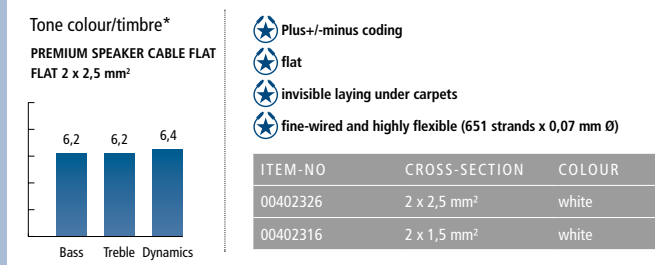 Tone colour/timbre*
PREMIUM SPEAKER CABLE FLAT
FLAT 2 x 2,5 mm²
6,2 6,2 6,4
Bass Treble Dynamics
Plus+/-minus coding
flat
invisible laying under carpets
fine-wired and highly flexible (651 strands x 0,07 mm Ø)
ITEM-NO CROSS-SECTION COLOUR
00402326 2 x 2,5 mm² white
00402316 2 x 1,5 mm² white